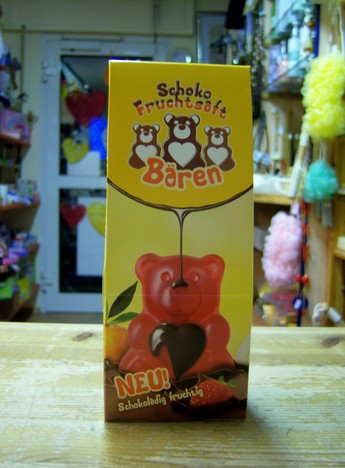 Schoko
Fruchtsaft
Bären
NEU!
Schokoladig fruchtig